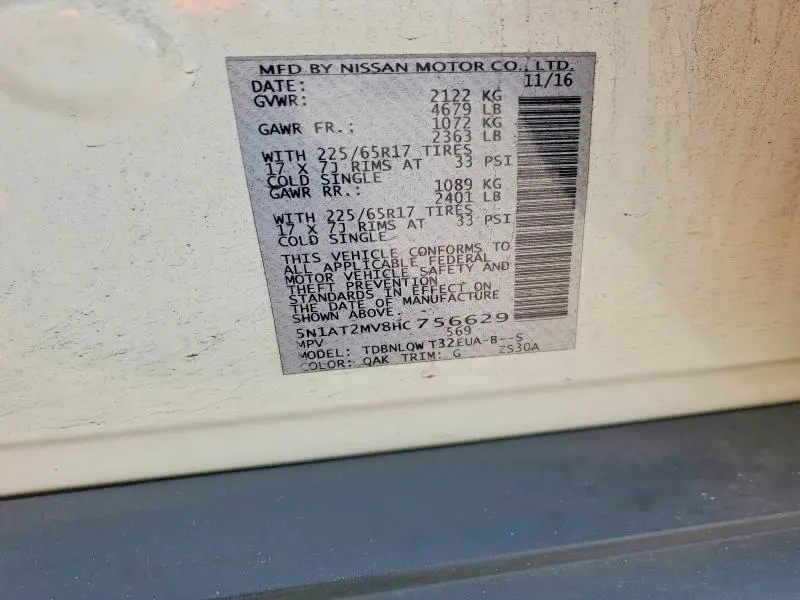 MFD BY NISSAN MOTOR CO., LTD.
DATE: 11/16
GVWR: 2122 KG
4679 LB
GAWR FR.: 1072 KG
2363 LB
WITH 225/65R17 TIRES
17 X 7J RIMS AT 33 PSI
COLD SINGLE
GAWR RR.: 1089 KG
2401 LB
WITH 225/65R17 TIRES
17 X 7J RIMS AT 33 PSI
COLD SINGLE
THIS VEHICLE CONFORMS TO
ALL APPLICABLE FEDERAL
MOTOR VEHICLE SAFETY AND
THEFT PREVENTION
STANDARDS IN EFFECT ON
THE DATE OF MANUFACTURE
SHOWN ABOVE.
5N1AT2MV8HC756629
MPV 569
MODEL: TDBNLQW T32EUA-B--S
COLOR: QAK TRIM: G ZS30A